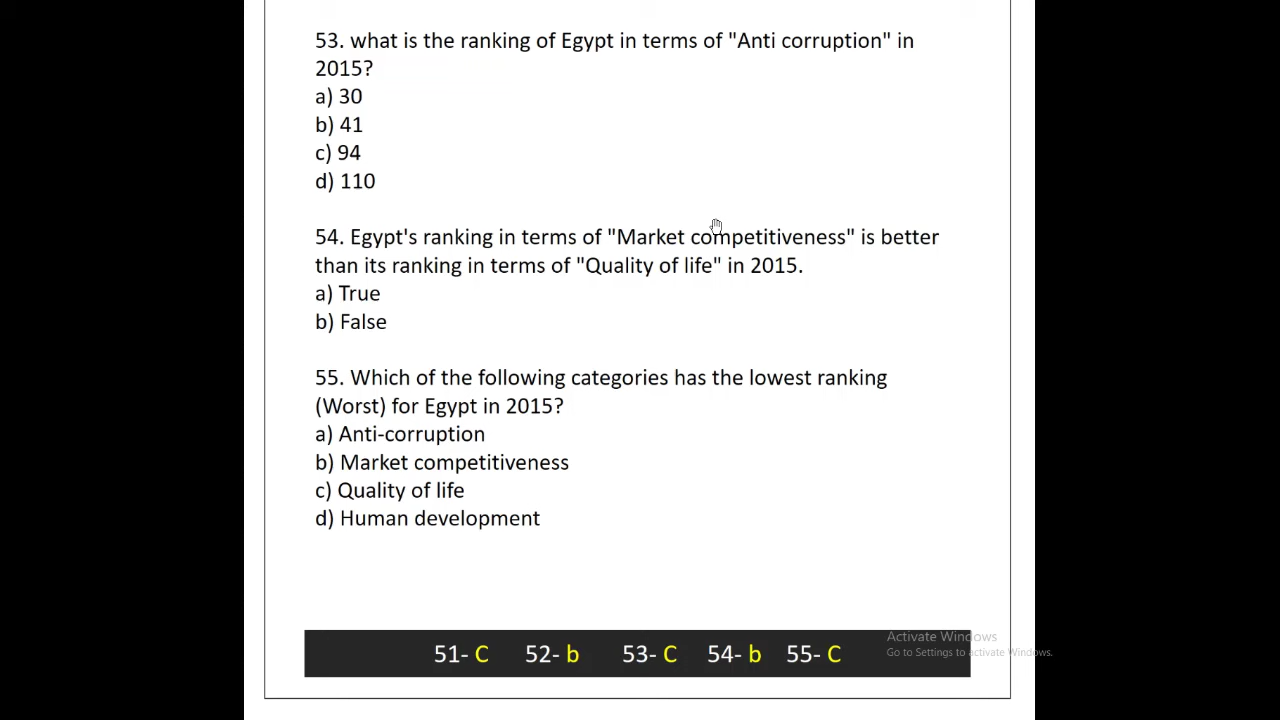 53. what is the ranking of Egypt in terms of "Anti corruption" in
2015?
a) 30
b) 41
c) 94
d) 110
54. Egypt's ranking in terms of "Market competitiveness" is better
than its ranking in terms of "Quality of life" in 2015.
a) True
b) False
55. Which of the following categories has the lowest ranking
(Worst) for Egypt in 2015?
a) Anti-corruption
b) Market competitiveness
c) Quality of life
d) Human development
51- C 52- b 53- C 54- b 55- C
Activate Windows
Go to Settings to activate Windows.